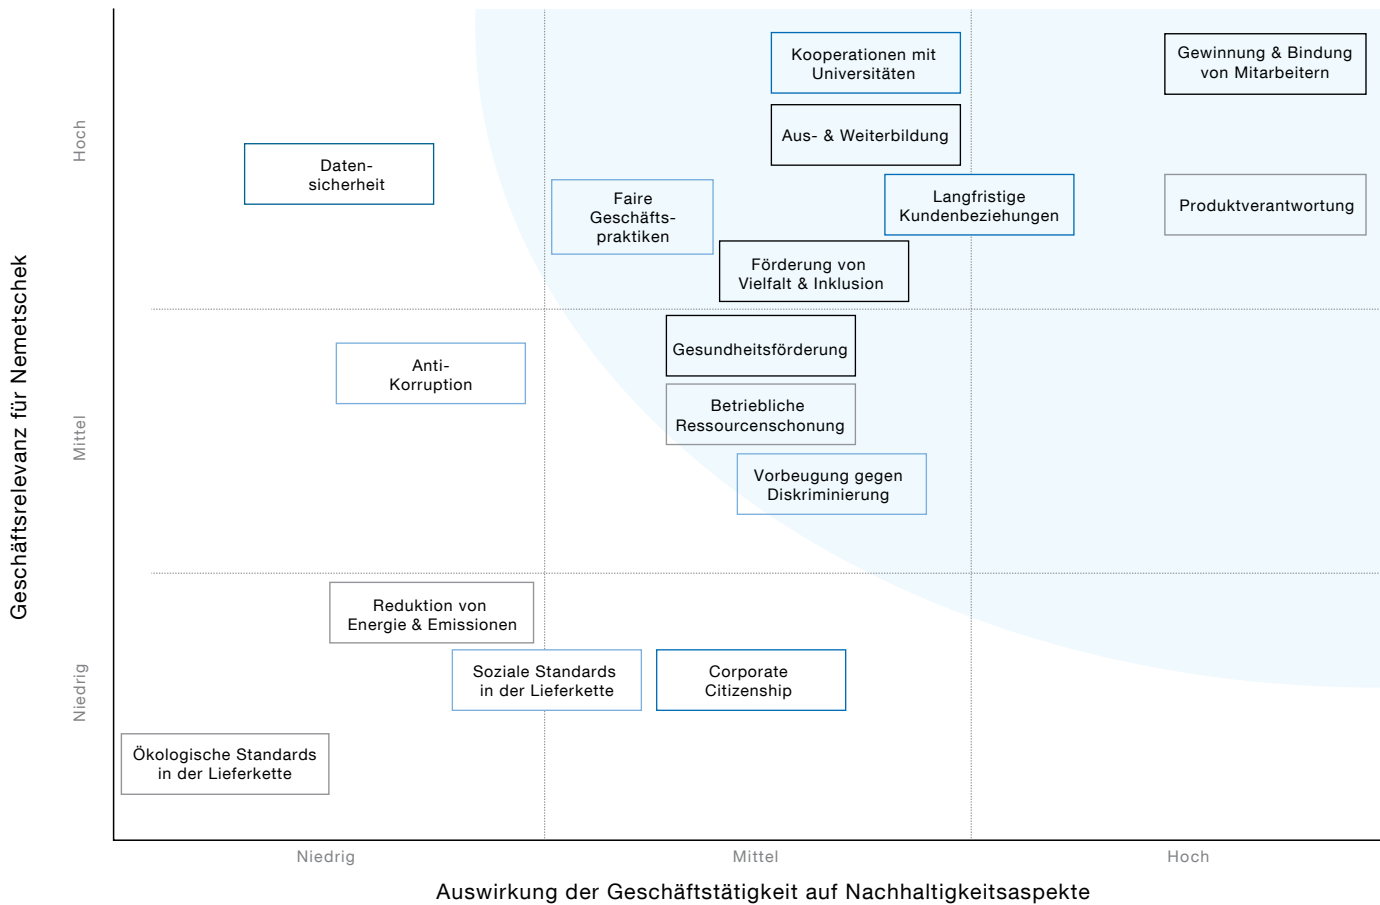 Geschäftsrelevanz für Nemetschek
Hoch
Mittel
Niedrig
Kooperationen mit
Universitäten
Gewinnung & Bindung
von Mitarbeitern
Aus- & Weiterbildung
Daten-
sicherheit
Faire
Geschäfts-
praktiken
Langfristige
Kundenbeziehungen
Produktverantwortung
Förderung von
Vielfalt & Inklusion
Gesundheitsförderung
Anti-
Korruption
Betriebliche
Ressourcenschonung
Vorbeugung gegen
Diskriminierung
Reduktion von
Energie & Emissionen
Soziale Standards
in der Lieferkette
Corporate
Citizenship
Ökologische Standards
in der Lieferkette
Niedrig
Mittel
Hoch
Auswirkung der Geschäftstätigkeit auf Nachhaltigkeitsaspekte